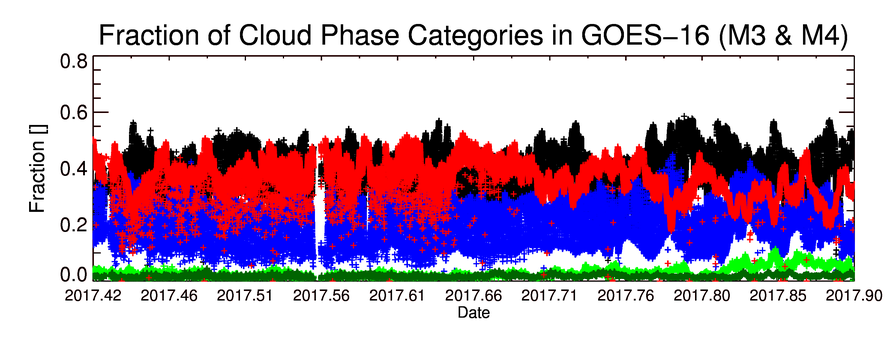 Fraction of Cloud Phase Categories in GOES−16 (M3 & M4)
0.8
0.6
0.4
0.2
0.0
Fraction []
2017.42 2017.46 2017.51 2017.56 2017.61 2017.66 2017.71 2017.76 2017.80 2017.85 2017.90
Date